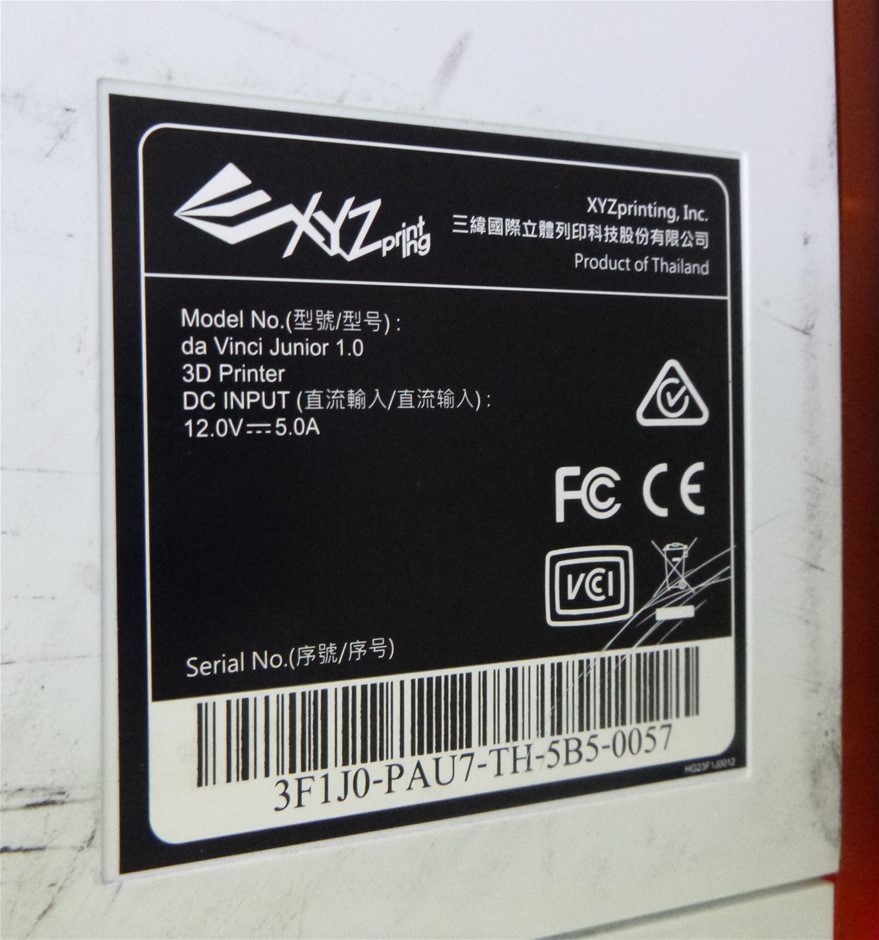 XYZprinting
XYZprinting, Inc.
三緯國際立體列印科技股份有限公司
Product of Thailand
Model No.(型號/型号) :
da Vinci Junior 1.0
3D Printer
DC INPUT (直流輸入/直流输入) :
12.0V⎓5.0A
FC CE
VCCI
Serial No.(序號/序号)
3F1J0-PAU7-TH-5B5-0057
HG23F1J0012